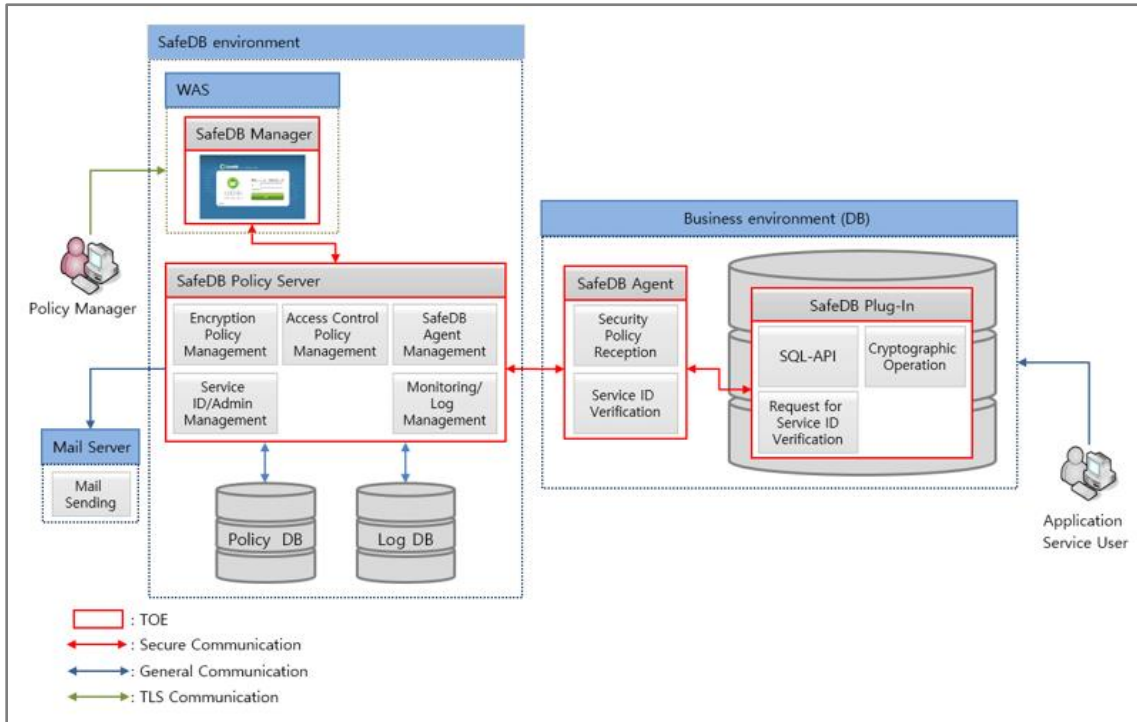 SafeDB environment
WAS
SafeDB Manager
Policy Manager
SafeDB Policy Server
Encryption
Policy
Management
Access Control
Policy
Management
SafeDB
Agent
Management
Service
ID/Admin
Management
Monitoring/
Log
Management
Mail Server
Mail
Sending
Policy DB
Log DB
Business environment (DB)
SafeDB Agent
Security
Policy
Reception
Service ID
Verification
SafeDB Plug-In
SQL-API
Cryptographic
Operation
Request for
Service ID
Verification
Application
Service User
: TOE
: Secure Communication
: General Communication
: TLS Communication